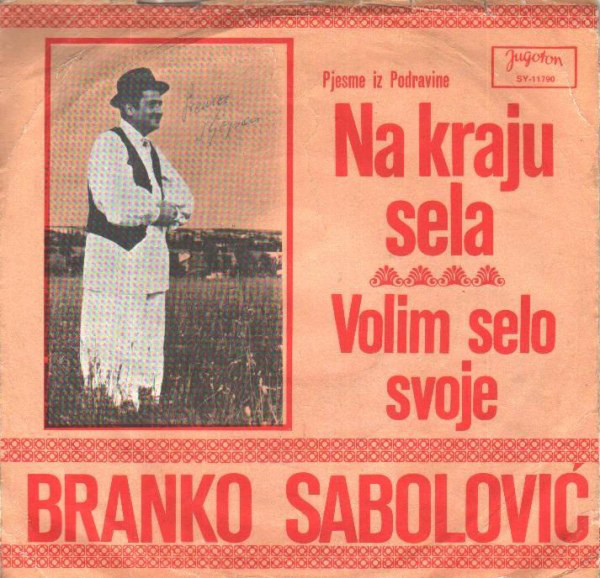 Jugoton
SY-11790
Pjesme iz Podravine
Na kraju
sela
Volim selo
svoje
BRANKO SABOLOVIĆ